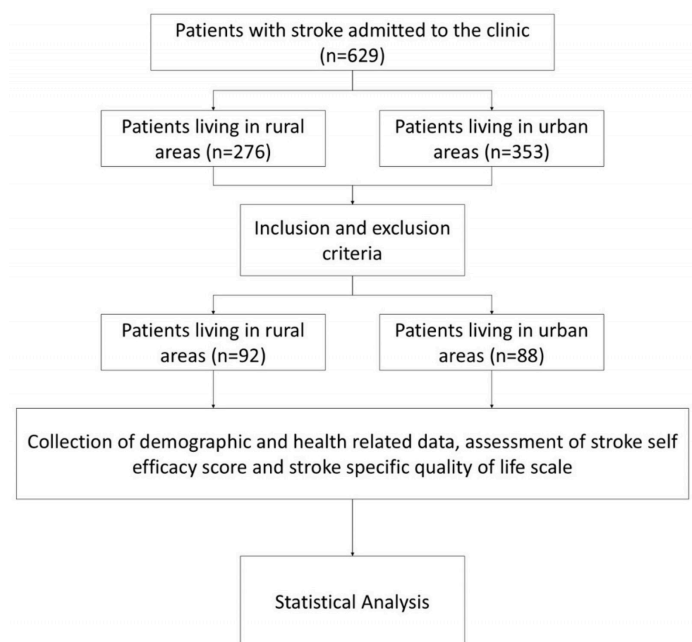 Patients with stroke admitted to the clinic
(n=629)
Patients living in rural
areas (n=276)
Patients living in urban
areas (n=353)
Inclusion and exclusion
criteria
Patients living in rural
areas (n=92)
Patients living in urban
areas (n=88)
Collection of demographic and health related data, assessment of stroke self
efficacy score and stroke specific quality of life scale
Statistical Analysis